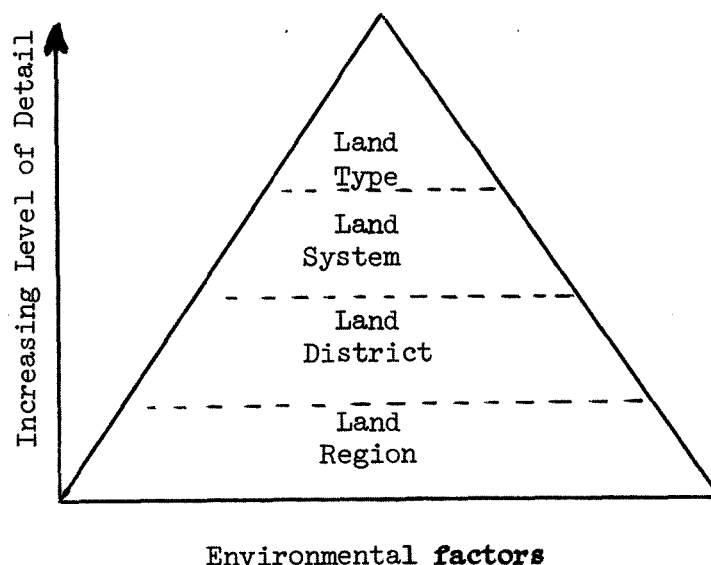 Increasing Level of Detail
Land
Type
Land
System
Land
District
Land
Region
Environmental factors